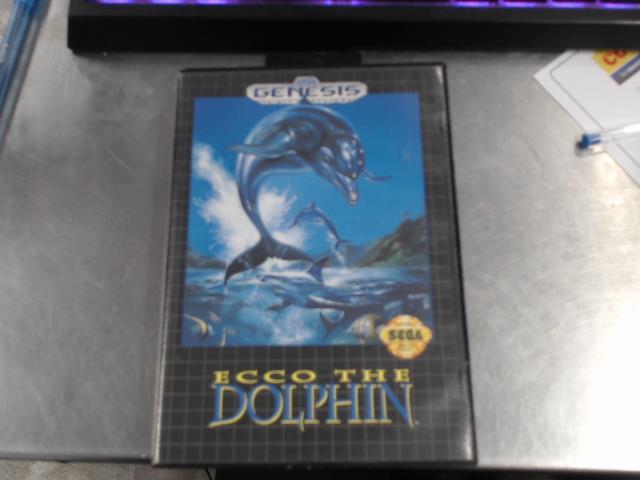 GENESIS
SEGA
ECCO THE
DOLPHIN